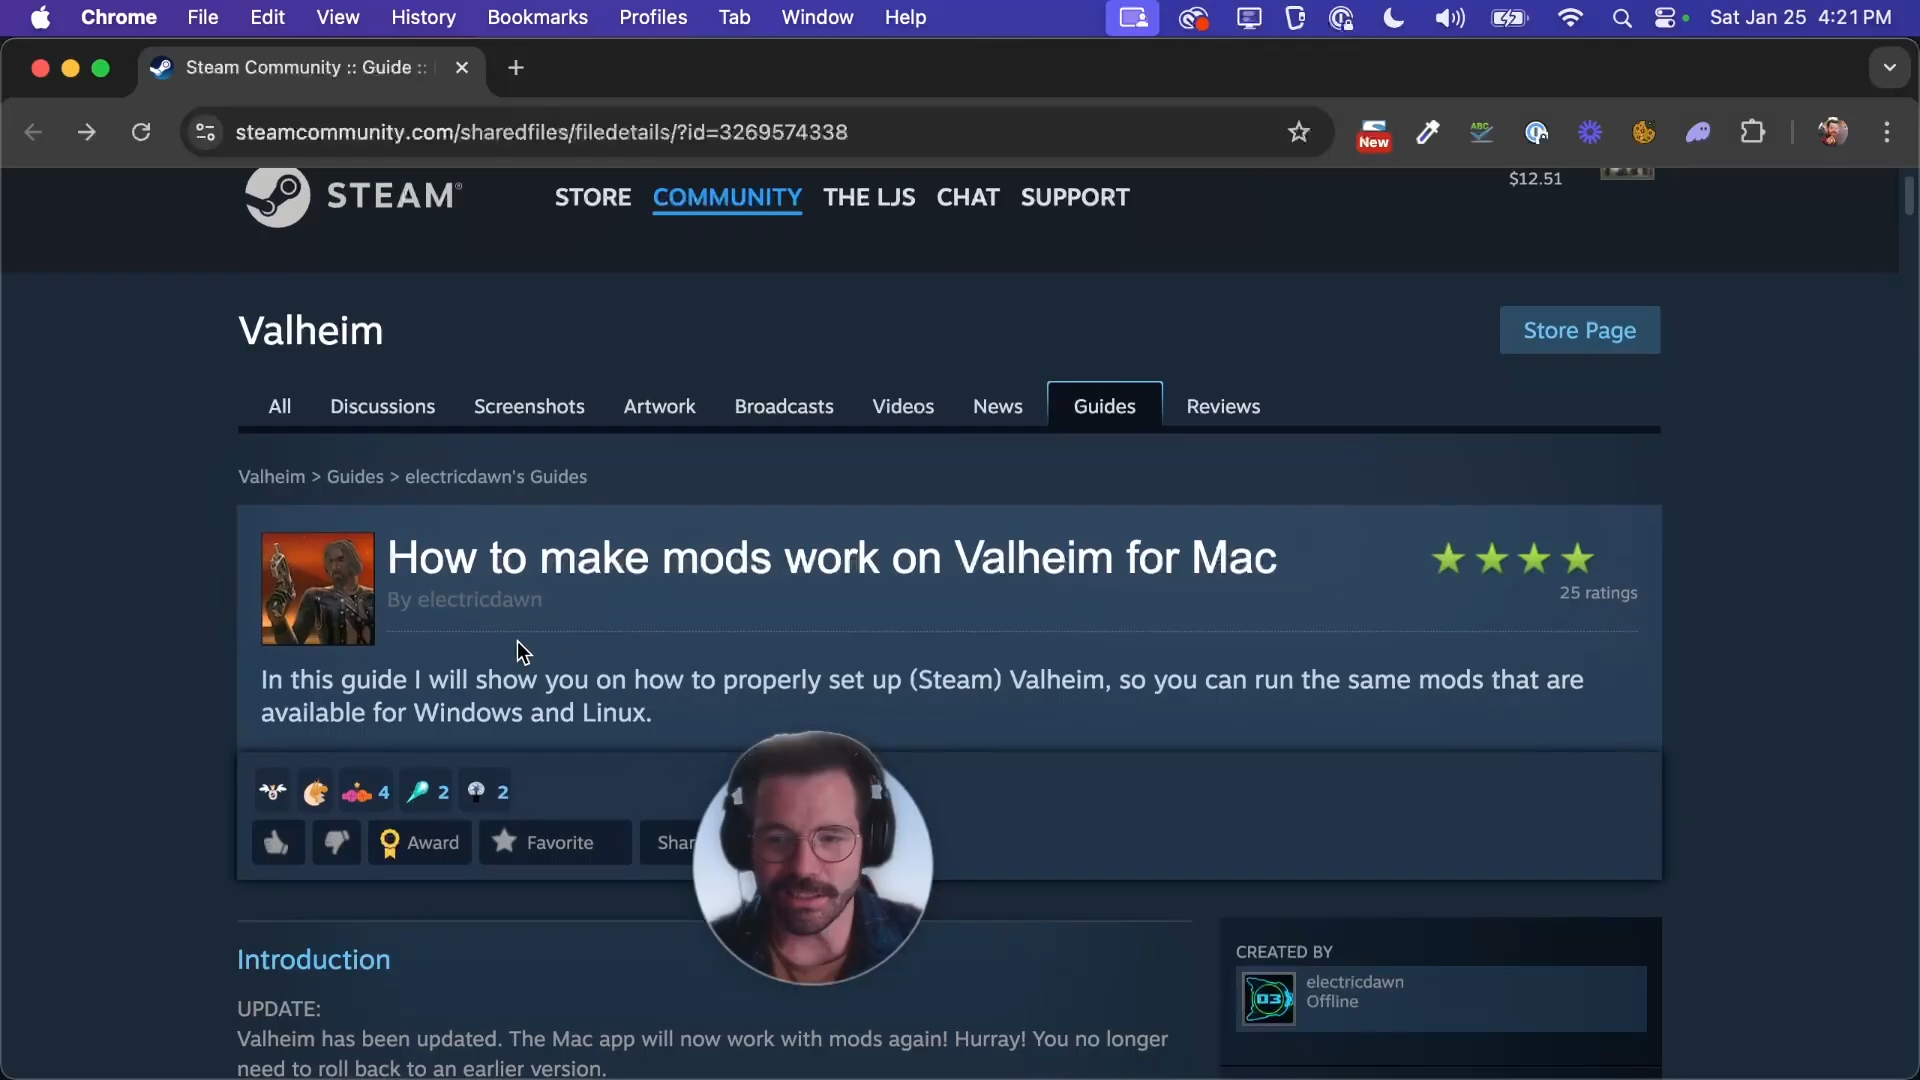 Chrome File Edit View History Bookmarks Profiles Tab Window Help Sat Jan 25 4:21 PM
Steam Community :: Guide ::
steamcommunity.com/sharedfiles/filedetails/?id=3269574338
New
ABC
STEAM® STORE COMMUNITY THE LJS CHAT SUPPORT
$12.51
Valheim
Store Page
All Discussions Screenshots Artwork Broadcasts Videos News Guides Reviews
Valheim > Guides > electricdawn's Guides
How to make mods work on Valheim for Mac
By electricdawn
25 ratings
In this guide I will show you on how to properly set up (Steam) Valheim, so you can run the same mods that are
available for Windows and Linux.
4 2 2
Award Favorite Shar
Introduction
UPDATE:
Valheim has been updated. The Mac app will now work with mods again! Hurray! You no longer
need to roll back to an earlier version.
CREATED BY
03
electricdawn
Offline